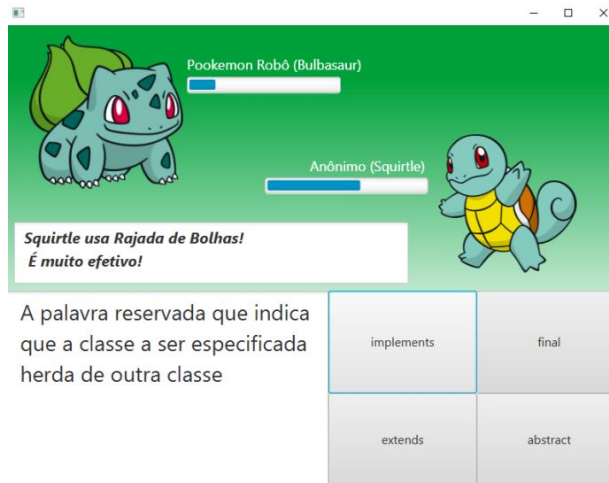 Pookemon Robô (Bulbasaur)
Anônimo (Squirtle)
Squirtle usa Rajada de Bolhas!
É muito efetivo!
A palavra reservada que indica
que a classe a ser especificada
herda de outra classe
implements
final
extends
abstract